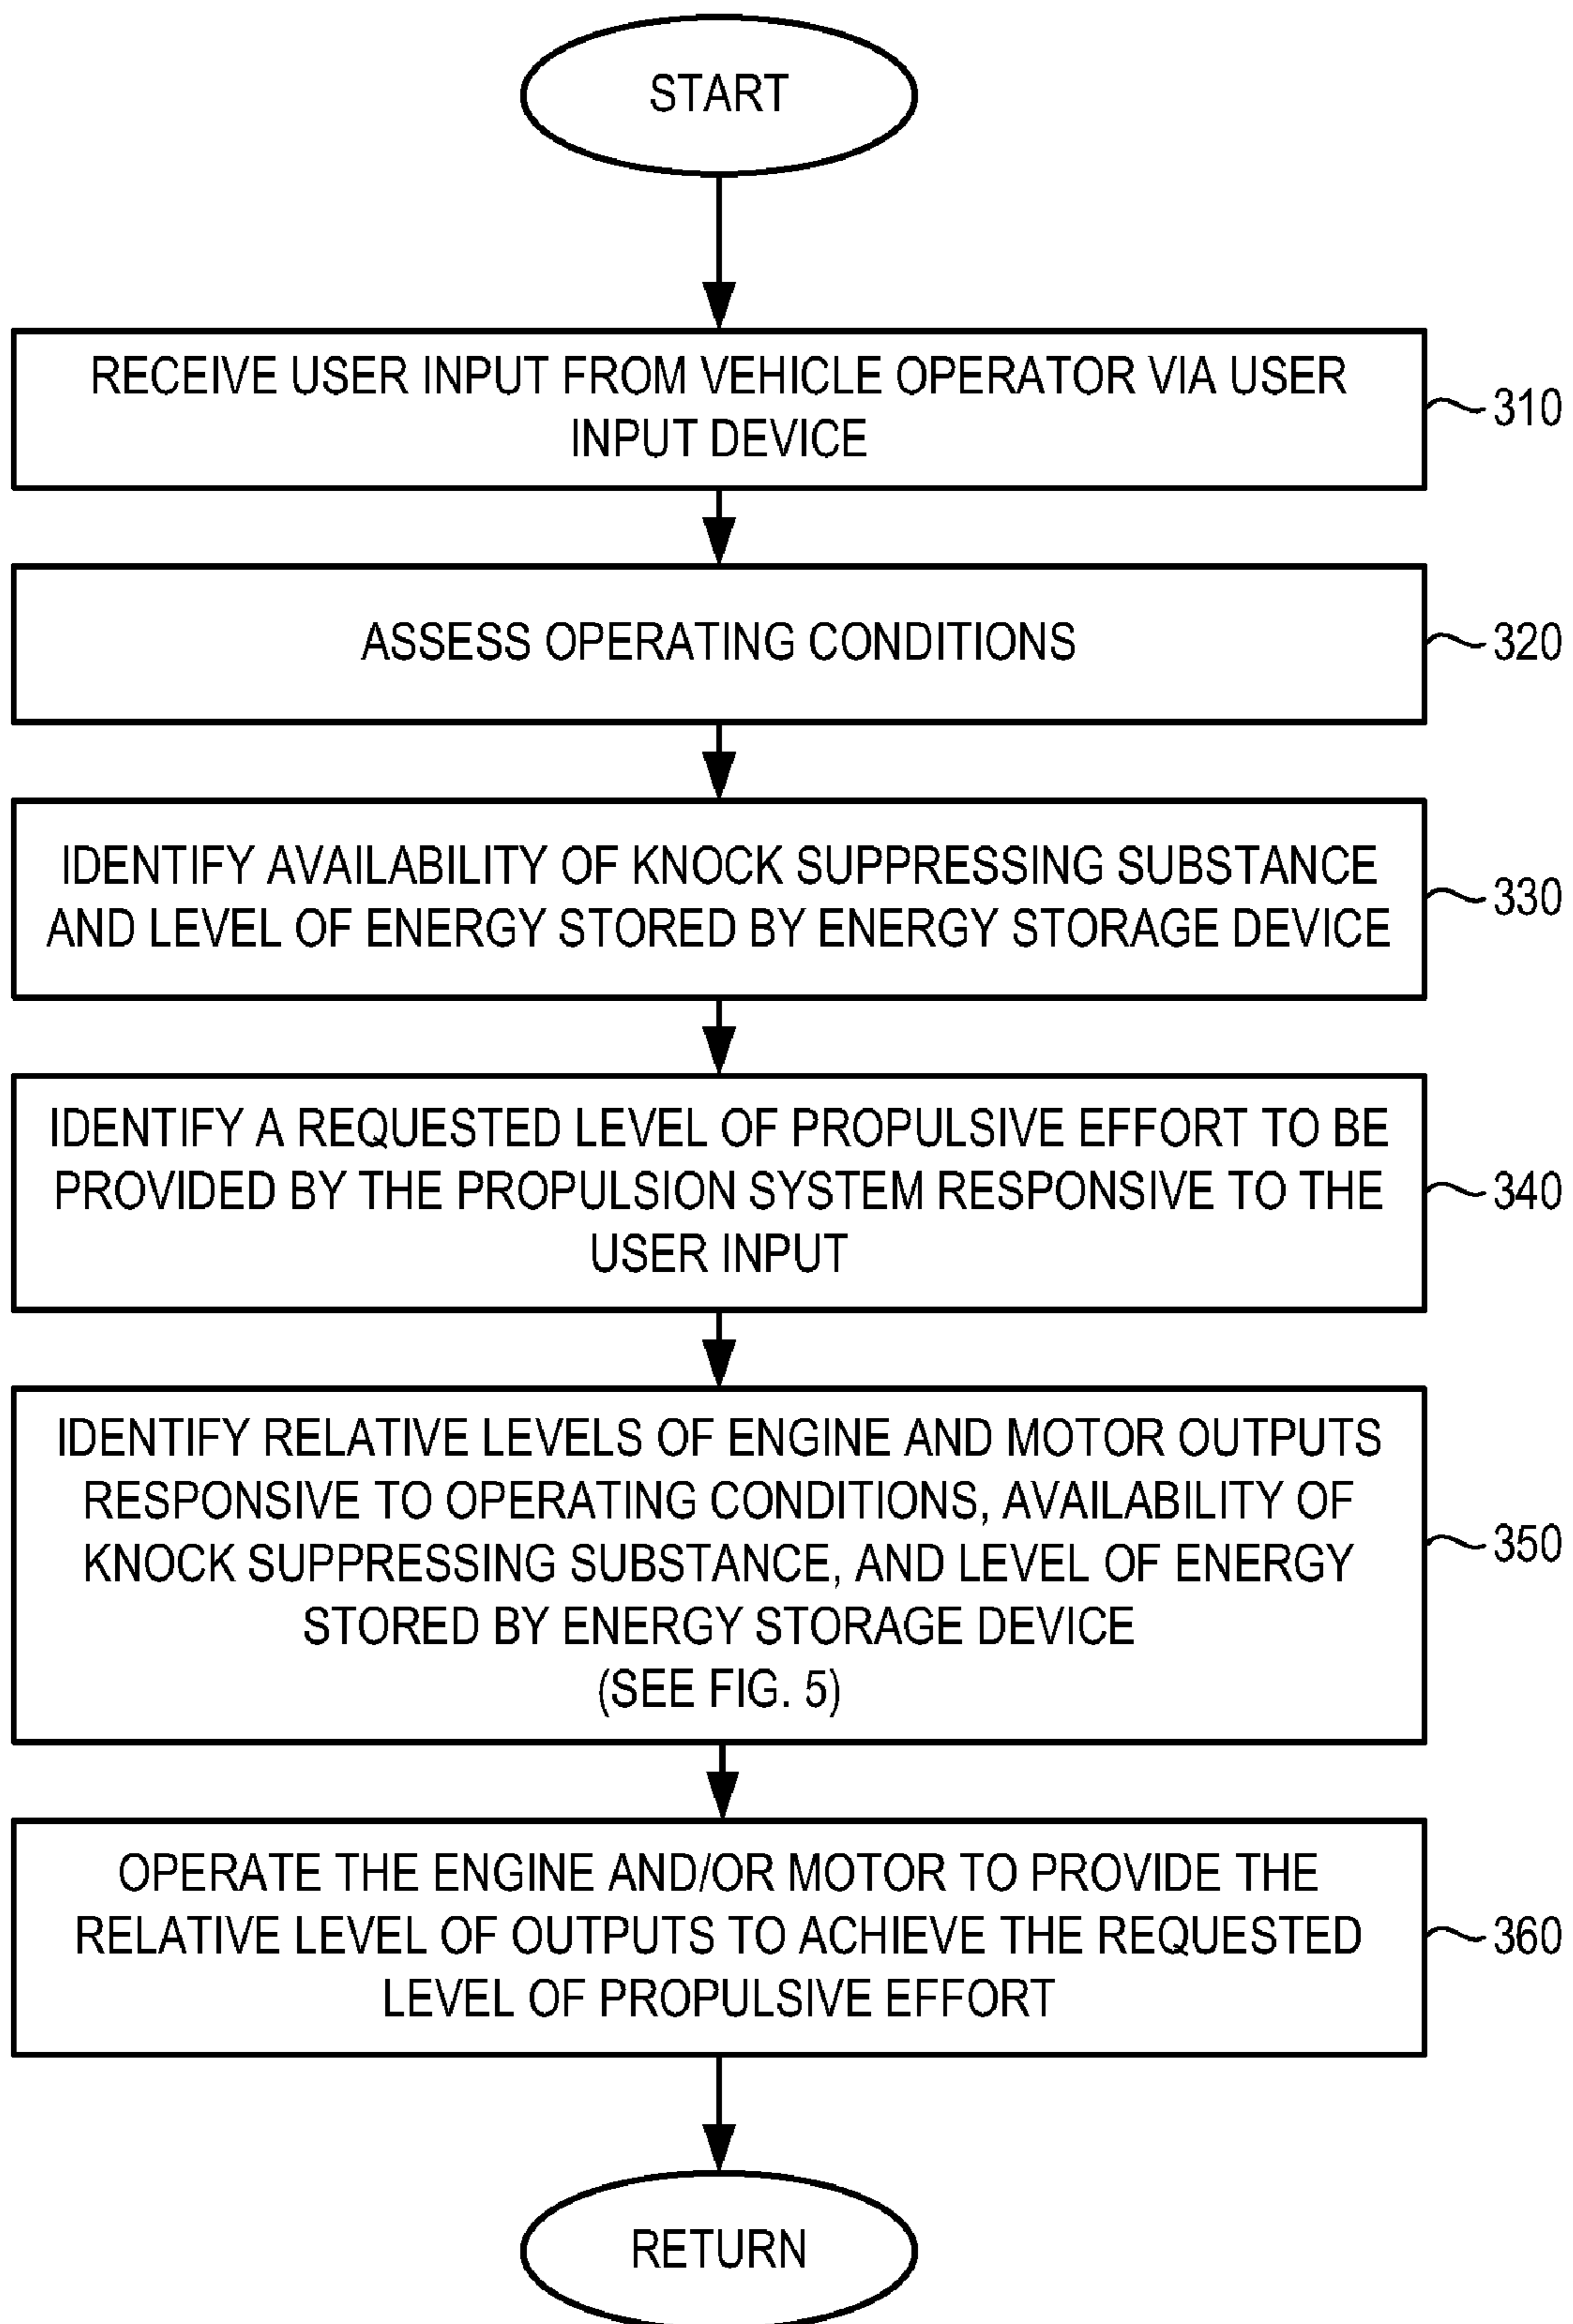 START
RECEIVE USER INPUT FROM VEHICLE OPERATOR VIA USER
INPUT DEVICE
310
ASSESS OPERATING CONDITIONS
320
IDENTIFY AVAILABILITY OF KNOCK SUPPRESSING SUBSTANCE
AND LEVEL OF ENERGY STORED BY ENERGY STORAGE DEVICE
330
IDENTIFY A REQUESTED LEVEL OF PROPULSIVE EFFORT TO BE
PROVIDED BY THE PROPULSION SYSTEM RESPONSIVE TO THE
USER INPUT
340
IDENTIFY RELATIVE LEVELS OF ENGINE AND MOTOR OUTPUTS
RESPONSIVE TO OPERATING CONDITIONS, AVAILABILITY OF
KNOCK SUPPRESSING SUBSTANCE, AND LEVEL OF ENERGY
STORED BY ENERGY STORAGE DEVICE
(SEE FIG. 5)
350
OPERATE THE ENGINE AND/OR MOTOR TO PROVIDE THE
RELATIVE LEVEL OF OUTPUTS TO ACHIEVE THE REQUESTED
LEVEL OF PROPULSIVE EFFORT
360
RETURN